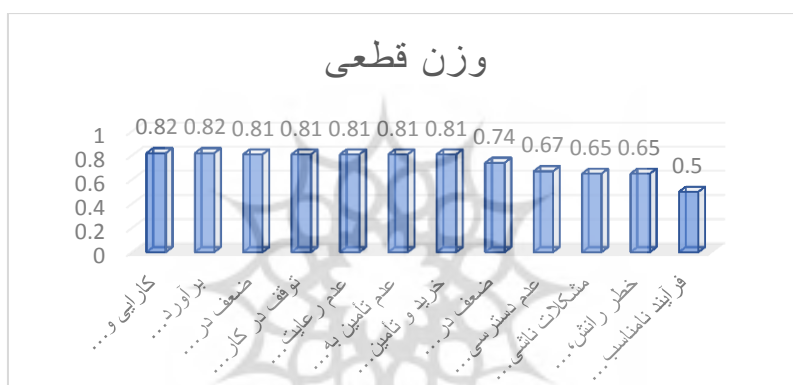 وزن قطعی
0.82 0.82 0.81 0.81 0.81 0.81 0.81 0.74 0.67 0.65 0.65 0.5
1
0.8
0.6
0.4
0.2
0
کارایی و...
برآورد...
ضعف در...
توقف در کار...
عدم رعایت...
عدم تأمین به...
خرید و تأمین...
ضعف در...
عدم دسترسی...
مشکلات ناشی...
خطر رانش،...
فرآیند نامناسب...